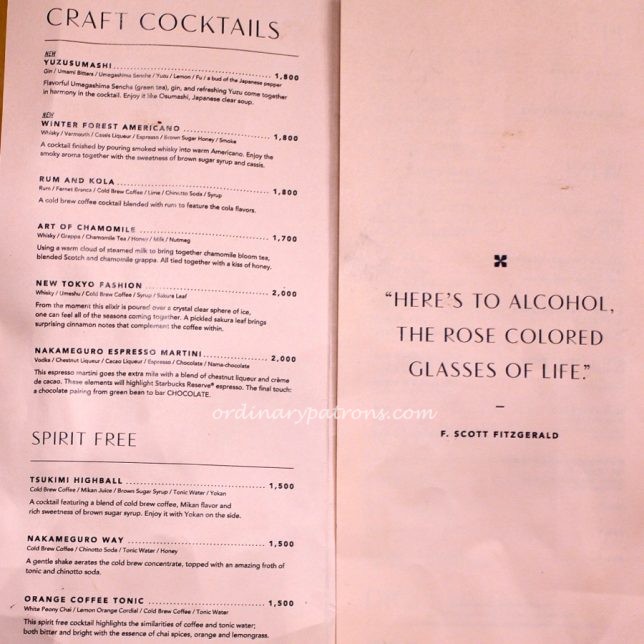 CRAFT COCKTAILS
NEW
YUZUSUMASHI 1,800
Gin / Umami Bitters / Umegashima Sencha / Yuzu / Lemon / Fu / a bud of the Japanese pepper
Flavorful Umegashima Sencha (green tea), gin, and refreshing Yuzu come together
in harmony in the cocktail. Enjoy it like Osumashi, Japanese clear soup.
NEW
WINTER FOREST AMERICANO 1,800
Whisky / Vermouth / Cassis Liqueur / Espresso / Brown Sugar Honey / Smoke
A cocktail finished by pouring smoked whisky into warm Americano. Enjoy the
smoky aroma together with the sweetness of brown sugar syrup and cassis.
RUM AND KOLA 1,800
Rum / Fernet Branca / Cold Brew Coffee / Lime / Chinotto Soda / Syrup
A cold brew coffee cocktail blended with rum to feature the cola flavors.
ART OF CHAMOMILE 1,700
Whisky / Grappa / Chamomile Tea / Honey / Milk / Nutmeg
Using a warm cloud of steamed milk to bring together chamomile bloom tea,
blended Scotch and chamomile grappa. All tied together with a kiss of honey.
NEW TOKYO FASHION 2,000
Whisky / Umeshu / Cold Brew Coffee / Syrup / Sakura Leaf
From the moment this elixir is poured over a crystal clear sphere of ice,
one can feel all of the seasons coming together. A pickled sakura leaf brings
surprising cinnamon notes that complement the coffee within.
NAKAMEGURO ESPRESSO MARTINI 2,000
Vodka / Chestnut Liqueur / Cacao Liqueur / Espresso / Chocolate / Nama-chocolate
This espresso martini goes the extra mile with a blend of chestnut liqueur and crème
de cacao. These elements will highlight Starbucks Reserve® espresso. The final touch:
a chocolate pairing from green bean to bar CHOCOLATE.
ordinarypatrons.com
SPIRIT FREE
TSUKIMI HIGHBALL 1,500
Cold Brew Coffee / Mikan Juice / Brown Sugar Syrup / Tonic Water / Yokan
A cocktail featuring a blend of cold brew coffee, Mikan flavor and
rich sweetness of brown sugar syrup. Enjoy it with Yokan on the side.
NAKAMEGURO WAY 1,500
Cold Brew Coffee / Chinotto Soda / Tonic Water / Honey
A gentle shake aerates the cold brew concentrate, topped with an amazing froth of
tonic and chinotto soda.
ORANGE COFFEE TONIC 1,500
White Peony Chai / Lemon Orange Cordial / Cold Brew Coffee / Tonic Water
This spirit free cocktail highlights the similarities of coffee and tonic water;
both bitter and bright with the essence of chai spices, orange and lemongrass.
“HERE'S TO ALCOHOL,
THE ROSE COLORED
GLASSES OF LIFE.”
F. SCOTT FITZGERALD